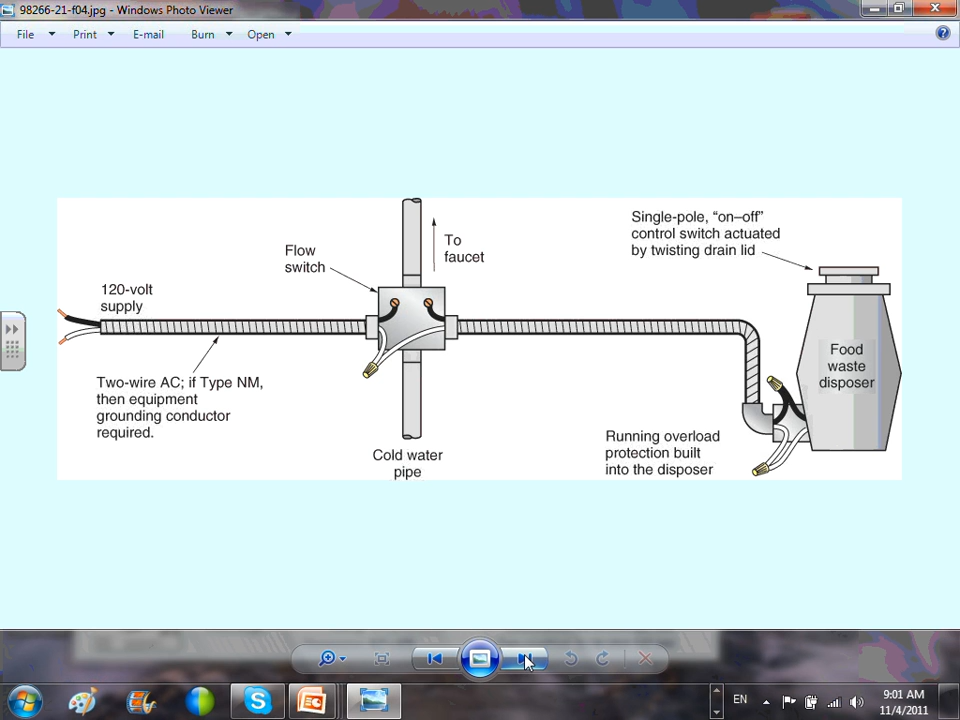 98266-21-f04.jpg - Windows Photo Viewer
File Print E-mail Burn Open
Single-pole, “on–off”
control switch actuated
by twisting drain lid
To
faucet
Flow
switch
120-volt
supply
Food
waste
disposer
Two-wire AC; if Type NM,
then equipment
grounding conductor
required.
Running overload
protection built
into the disposer
Cold water
pipe
EN
9:01 AM
11/4/2011